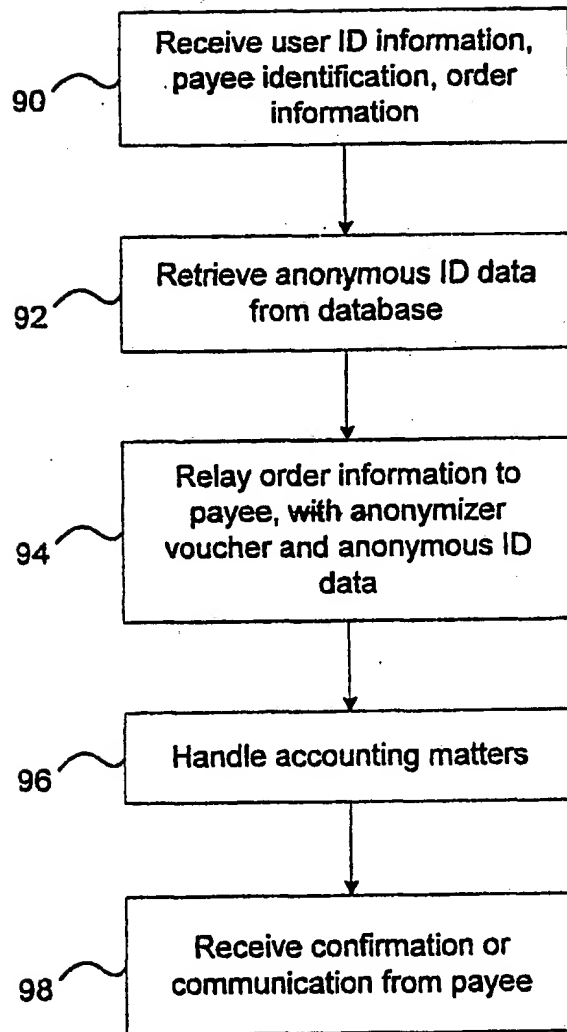 Receive user ID information,
payee identification, order
information
90
Retrieve anonymous ID data
from database
92
Relay order information to
payee, with anonymizer
voucher and anonymous ID
data
94
Handle accounting matters
96
Receive confirmation or
communication from payee
98